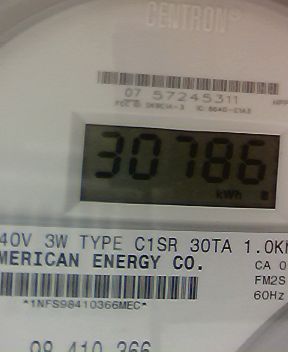 CENTRON®
07 57245311
30786
kWh
40V 3W TYPE C1SR 30TA 1.0K
MERICAN ENERGY CO.
CA 0
FM2S
60Hz
*1NFS98410366MEC*
98 410 366